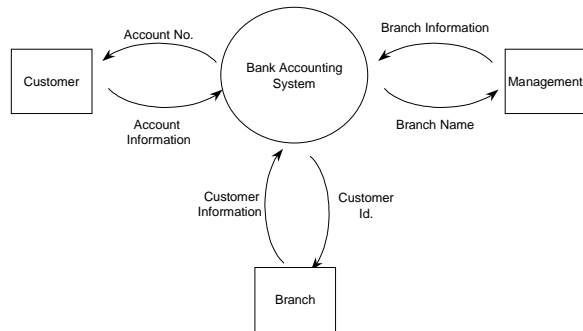 Account No.
Branch Information
Customer
Bank Accounting
System
Management
Account
Information
Branch Name
Customer
Information
Customer
Id.
Branch